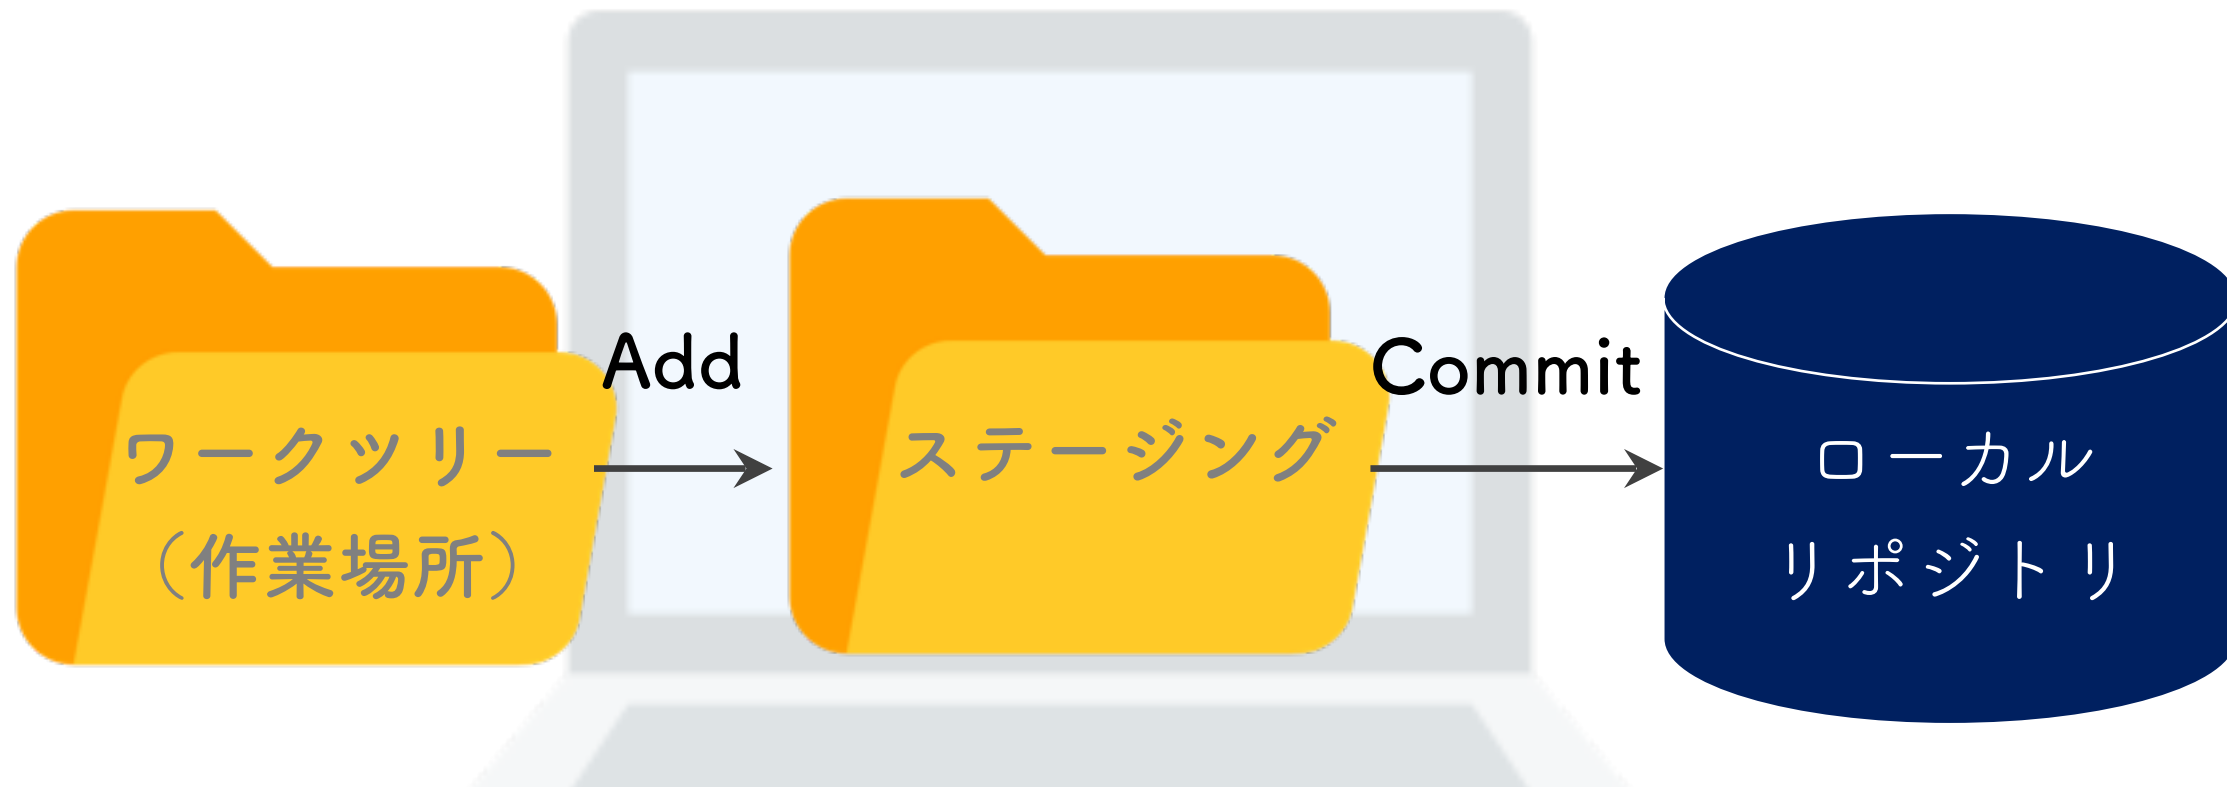 ワークツリー
（作業場所）
Add
ステージング
Commit
ローカル
リポジトリ